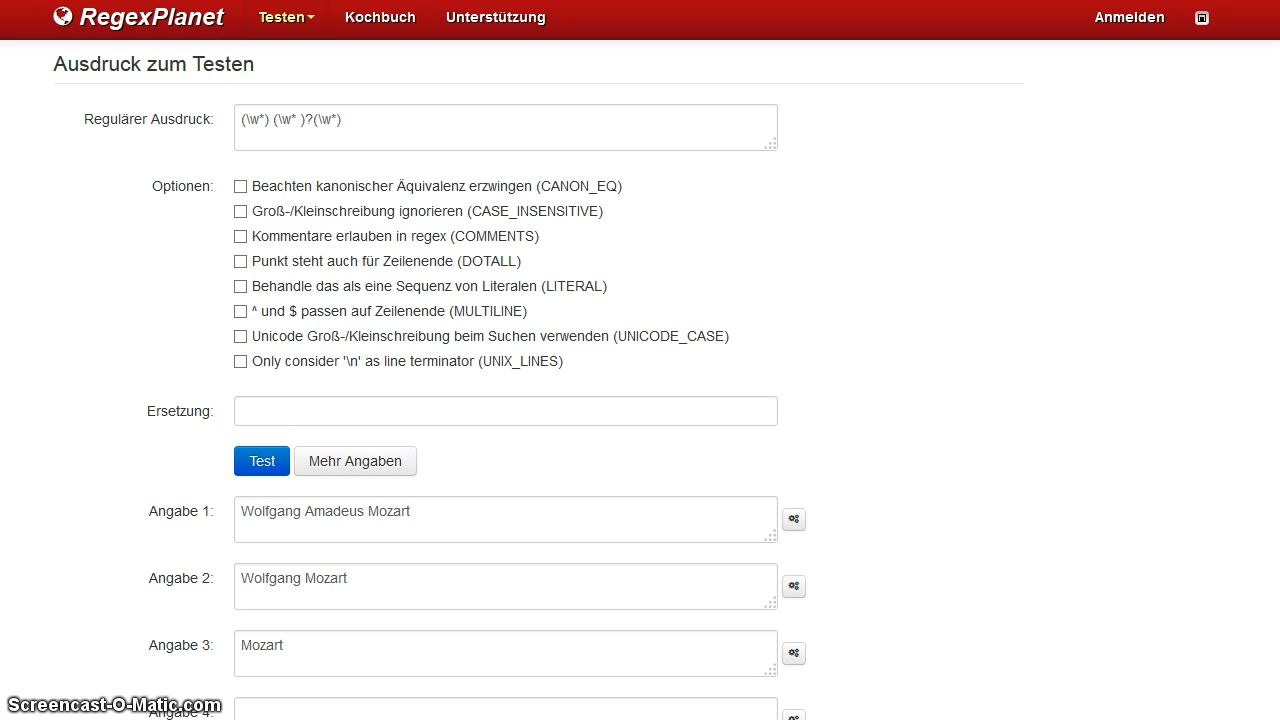 RegexPlanet Testen Kochbuch Unterstützung Anmelden
Ausdruck zum Testen
Regulärer Ausdruck: (\w*) (\w* )?(\w*)
Optionen: Beachten kanonischer Äquivalenz erzwingen (CANON_EQ)
Groß-/Kleinschreibung ignorieren (CASE_INSENSITIVE)
Kommentare erlauben in regex (COMMENTS)
Punkt steht auch für Zeilenende (DOTALL)
Behandle das als eine Sequenz von Literalen (LITERAL)
^ und $ passen auf Zeilenende (MULTILINE)
Unicode Groß-/Kleinschreibung beim Suchen verwenden (UNICODE_CASE)
Only consider '\n' as line terminator (UNIX_LINES)
Ersetzung:
Test Mehr Angaben
Angabe 1: Wolfgang Amadeus Mozart
Angabe 2: Wolfgang Mozart
Angabe 3: Mozart
Angabe 4:
Screencast-O-Matic.com